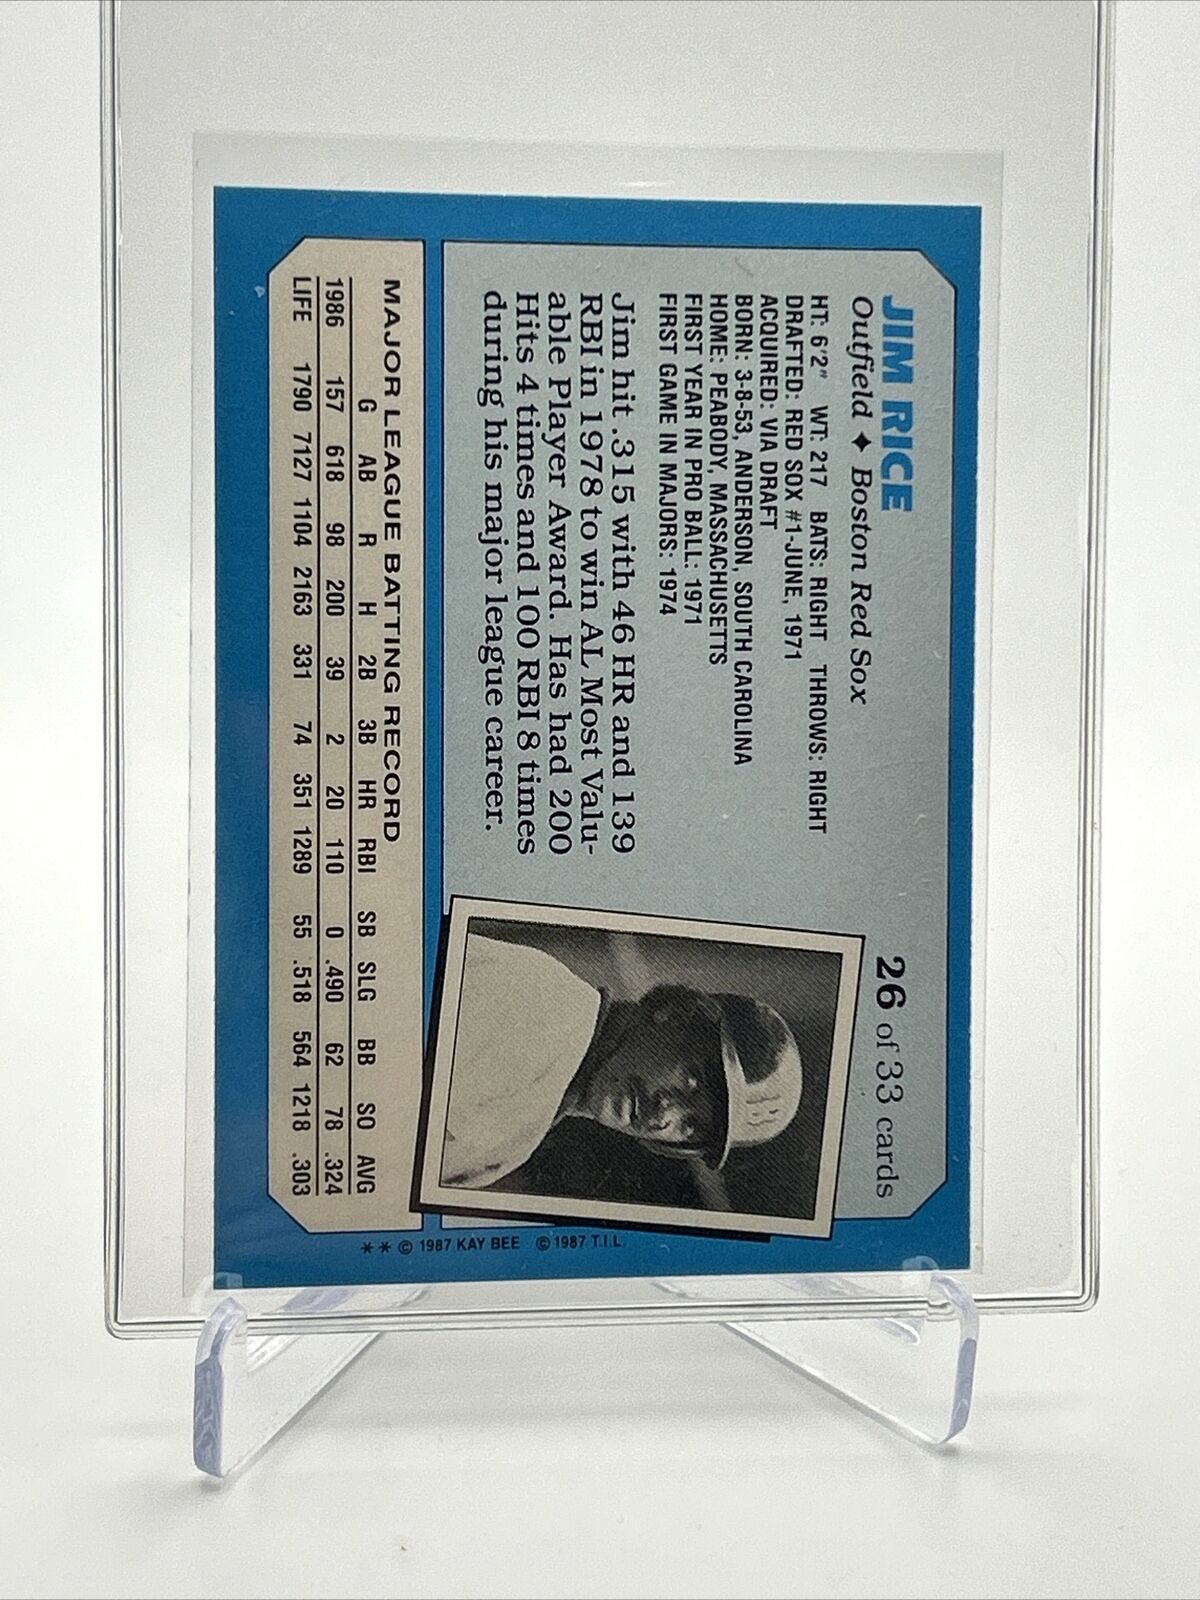 JIM RICE
Outfield ♦ Boston Red Sox
26 of 33 cards
HT: 6'2" WT: 217 BATS: RIGHT THROWS: RIGHT
DRAFTED: RED SOX #1-JUNE, 1971
ACQUIRED: VIA DRAFT
BORN: 3-8-53, ANDERSON, SOUTH CAROLINA
HOME: PEABODY, MASSACHUSETTS
FIRST YEAR IN PRO BALL: 1971
FIRST GAME IN MAJORS: 1974
Jim hit .315 with 46 HR and 139
RBI in 1978 to win AL Most Valu-
able Player Award. Has had 200
Hits 4 times and 100 RBI 8 times
during his major league career.
B
MAJOR LEAGUE BATTING RECORD
G AB R H 2B 3B HR RBI SB SLG BB SO AVG
1986 157 618 98 200 39 2 20 110 0 .490 62 78 .324
LIFE 1790 7127 1104 2163 331 74 351 1289 55 .518 564 1218 .303
** © 1987 KAY BEE © 1987 T.I.L.